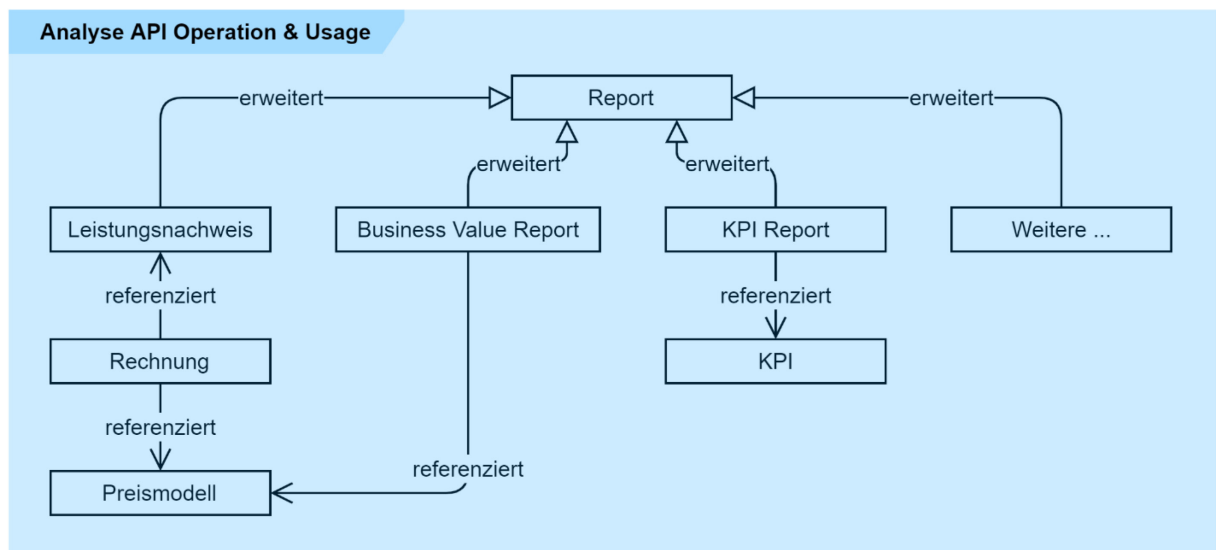 Analyse API Operation & Usage
erweitert
Report
erweitert
erweitert
erweitert
Leistungsnachweis
Business Value Report
KPI Report
Weitere ...
referenziert
referenziert
Rechnung
KPI
referenziert
referenziert
Preismodell